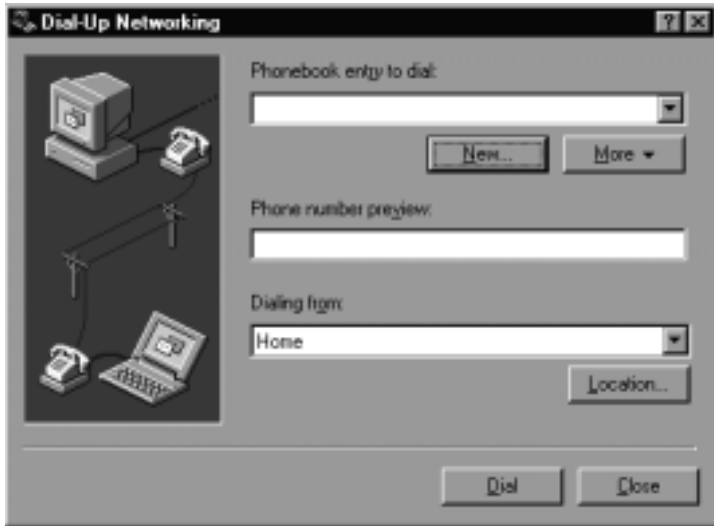 Dial-Up Networking
Phonebook entry to dial:
New...
More
Phone number preview:
Dialing from:
Home
Location...
Dial
Close